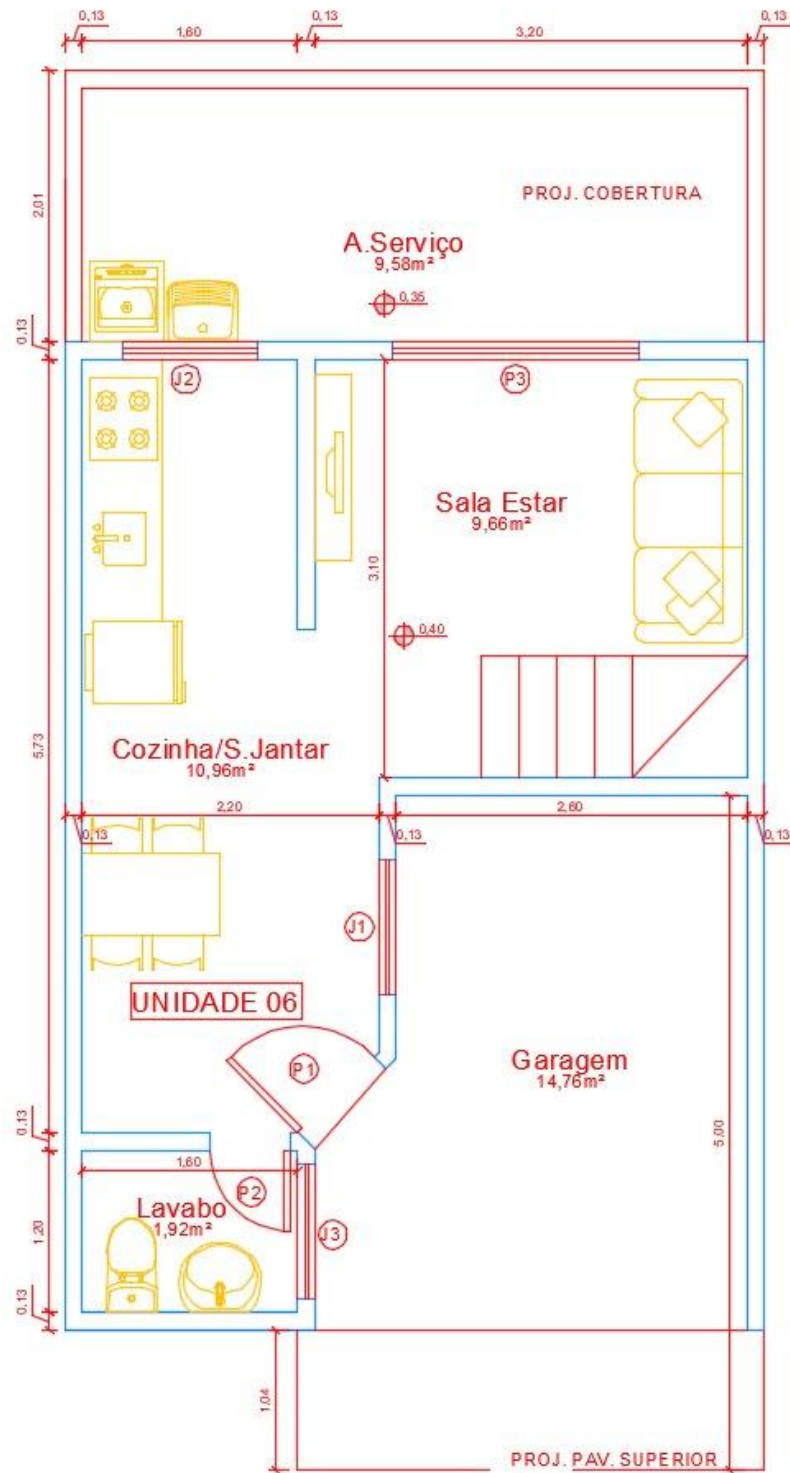 0,13
0,13
0,13
1,60
3,20
2,01
PROJ. COBERTURA
A.Serviço
9,58m²
0,35
0.13
J2
P3
Sala Estar
9,66m²
3.10
0,40
5,73
Cozinha/S.Jantar
10,96m²
2,20
2,60
0,13
0,13
0,13
J1
UNIDADE 06
P1
Garagem
14,76m²
5.00
0.13
1,60
P2
Lavabo
1,92m²
J3
1.20
0.13
1.04
PROJ. PAV. SUPERIOR